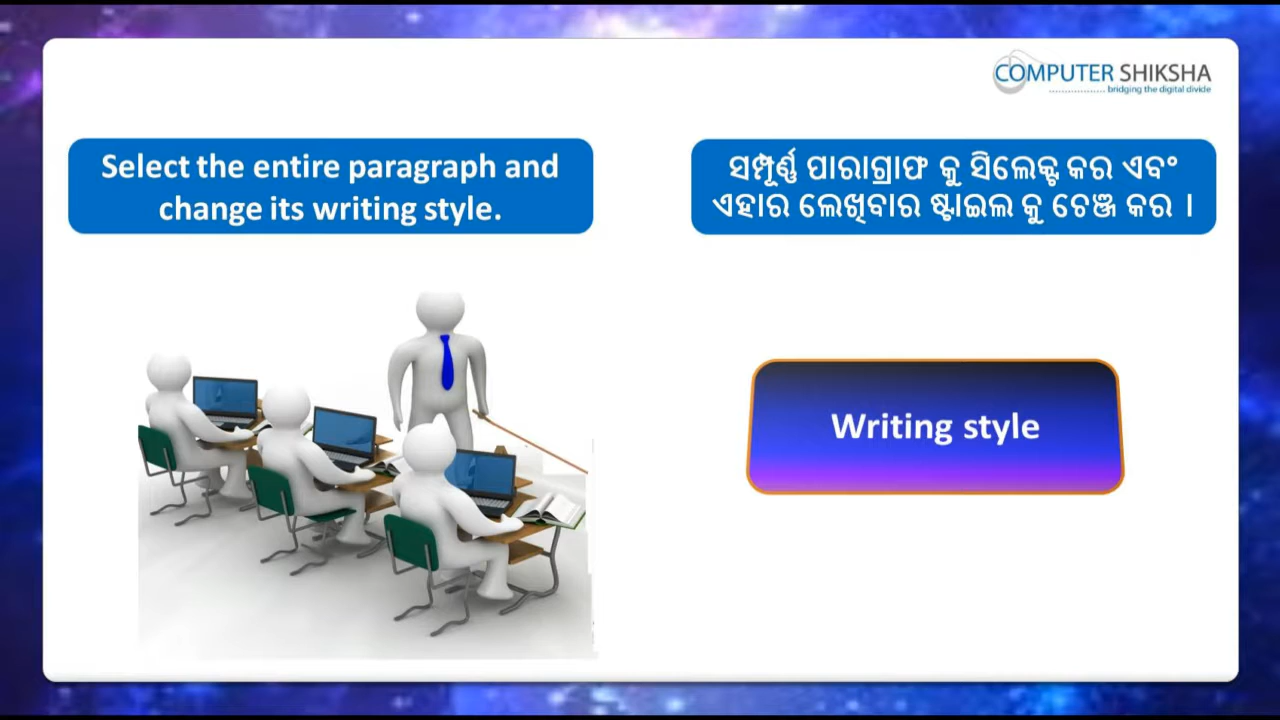 COMPUTER SHIKSHA
bridging the digital divide
Select the entire paragraph and
change its writing style.
ସମ୍ପୂର୍ଣ୍ଣ ପାରାଗ୍ରାଫ କୁ ସିଲେକ୍ଟ କର ଏବଂ
ଏହାର ଲେଖିବାର ଷ୍ଟାଇଲ କୁ ଚେଞ୍ଜ କର ।
Writing style